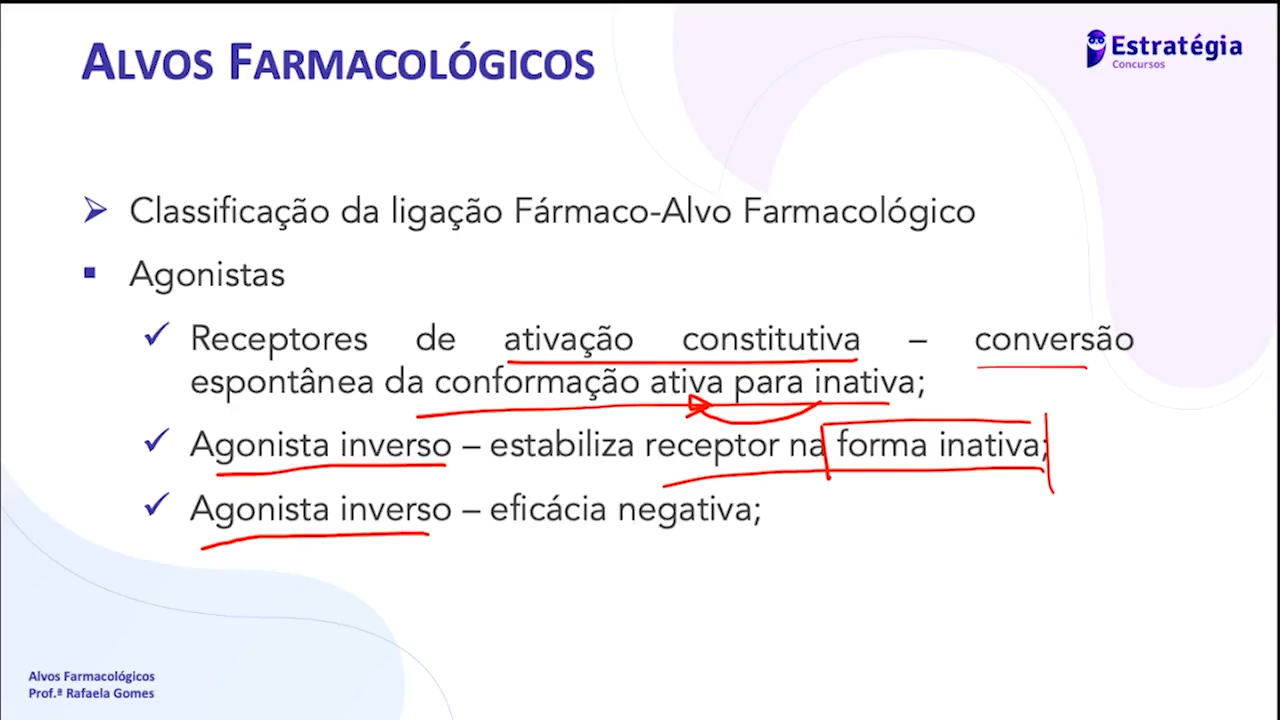 ALVOS FARMACOLÓGICOS
Estratégia
Concursos
Classificação da ligação Fármaco-Alvo Farmacológico
Agonistas
Receptores de ativação constitutiva – conversão
espontânea da conformação ativa para inativa;
Agonista inverso – estabiliza receptor na forma inativa;
Agonista inverso – eficácia negativa;
Alvos Farmacológicos
Prof.ª Rafaela Gomes